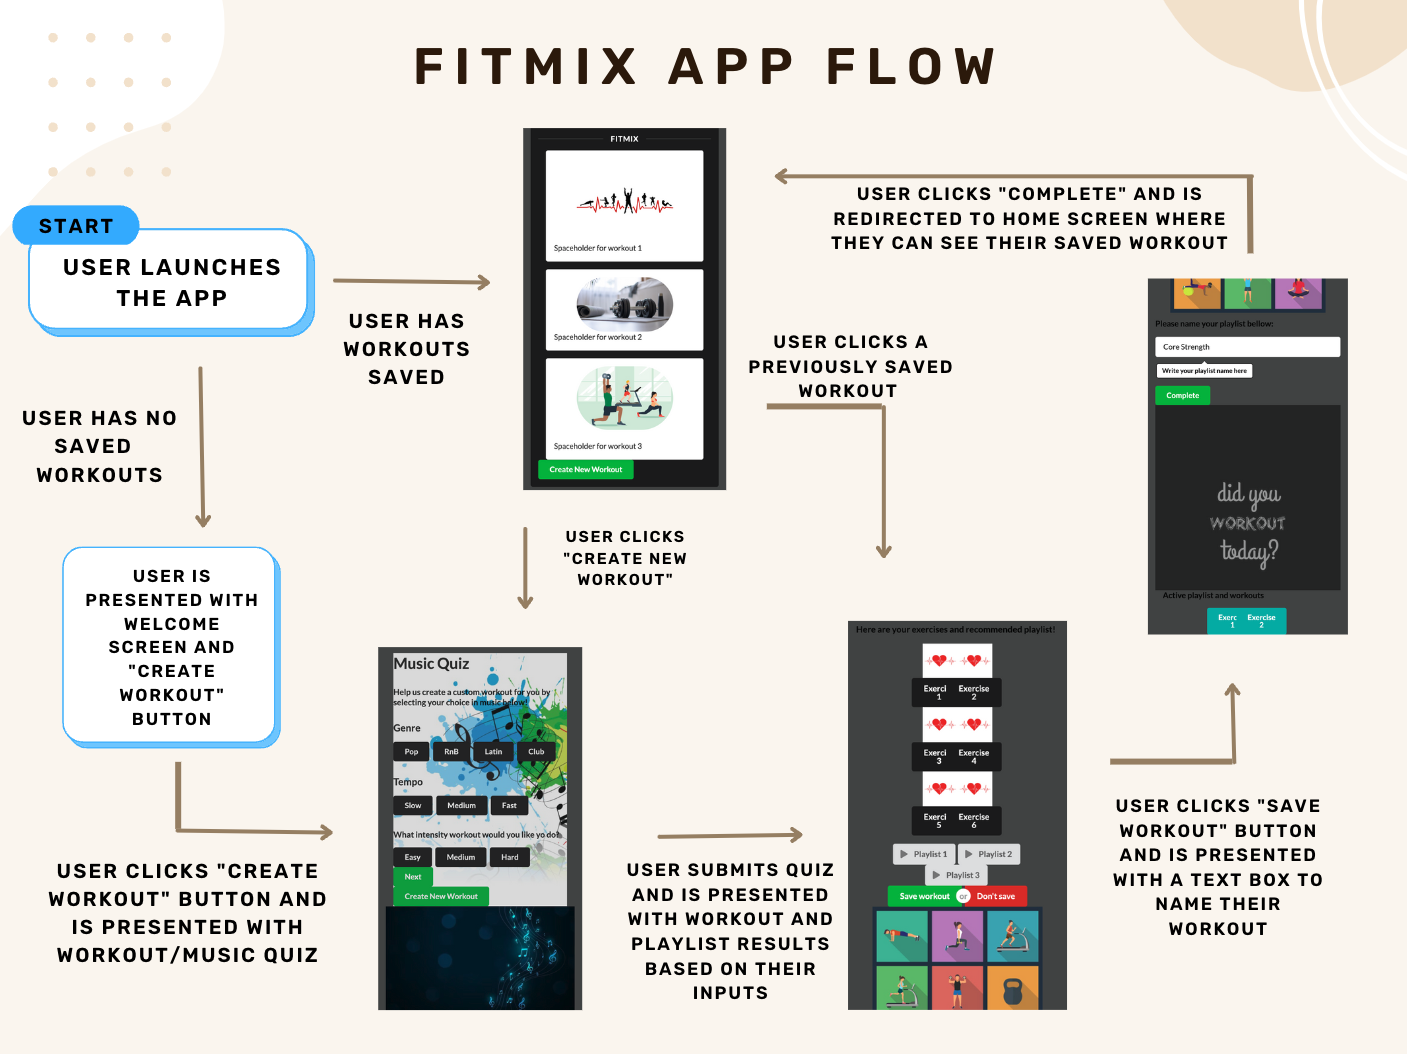 FITMIX APP FLOW
START
USER LAUNCHES
THE APP
USER HAS
WORKOUTS
SAVED
USER HAS NO
SAVED
WORKOUTS
USER IS
PRESENTED WITH
WELCOME
SCREEN AND
"CREATE
WORKOUT"
BUTTON
USER CLICKS "CREATE
WORKOUT" BUTTON AND
IS PRESENTED WITH
WORKOUT/MUSIC QUIZ
FITMIX
Spaceholder for workout 1
Spaceholder for workout 2
Spaceholder for workout 3
Create New Workout
USER CLICKS
"CREATE NEW
WORKOUT"
USER CLICKS A
PREVIOUSLY SAVED
WORKOUT
Music Quiz
Help us create a custom workout for you by
selecting your choice in music below!
Genre
Pop RnB Latin Club
Tempo
Slow Medium Fast
What intensity workout would you like yo do?
Easy Medium Hard
Next
Create New Workout
USER SUBMITS QUIZ
AND IS PRESENTED
WITH WORKOUT AND
PLAYLIST RESULTS
BASED ON THEIR
INPUTS
Here are your exercises and recommended playlist!
Exerci Exercise
1 2
Exerci Exercise
3 4
Exerci Exercise
5 6
Playlist 1 Playlist 2
Playlist 3
Save workout or Don't save
USER CLICKS "SAVE
WORKOUT" BUTTON
AND IS PRESENTED
WITH A TEXT BOX TO
NAME THEIR
WORKOUT
Please name your playlist bellow:
Core Strength
Write your playlist name here
Complete
did you
WORKOUT
today?
Active playlist and workouts
Exerc Exercise
1 2
USER CLICKS "COMPLETE" AND IS
REDIRECTED TO HOME SCREEN WHERE
THEY CAN SEE THEIR SAVED WORKOUT